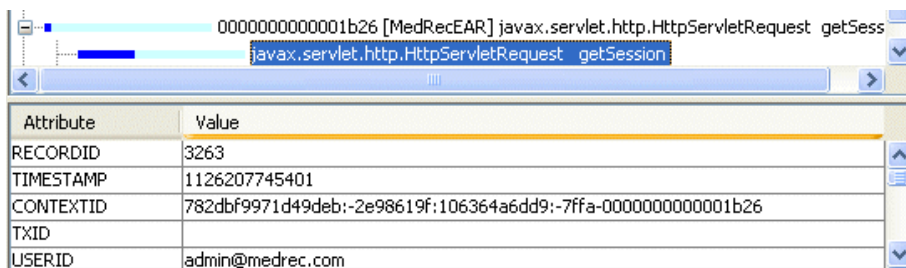 0000000000001b26 [MedRecEAR] javax.servlet.http.HttpServletRequest getSess
javax.servlet.http.HttpServletRequest getSession
Attribute Value
RECORDID 3263
TIMESTAMP 1126207745401
CONTEXTID 782dbf9971d49deb:-2e98619f:106364a6dd9:-7ffa-0000000000001b26
TXID
USERID admin@medrec.com